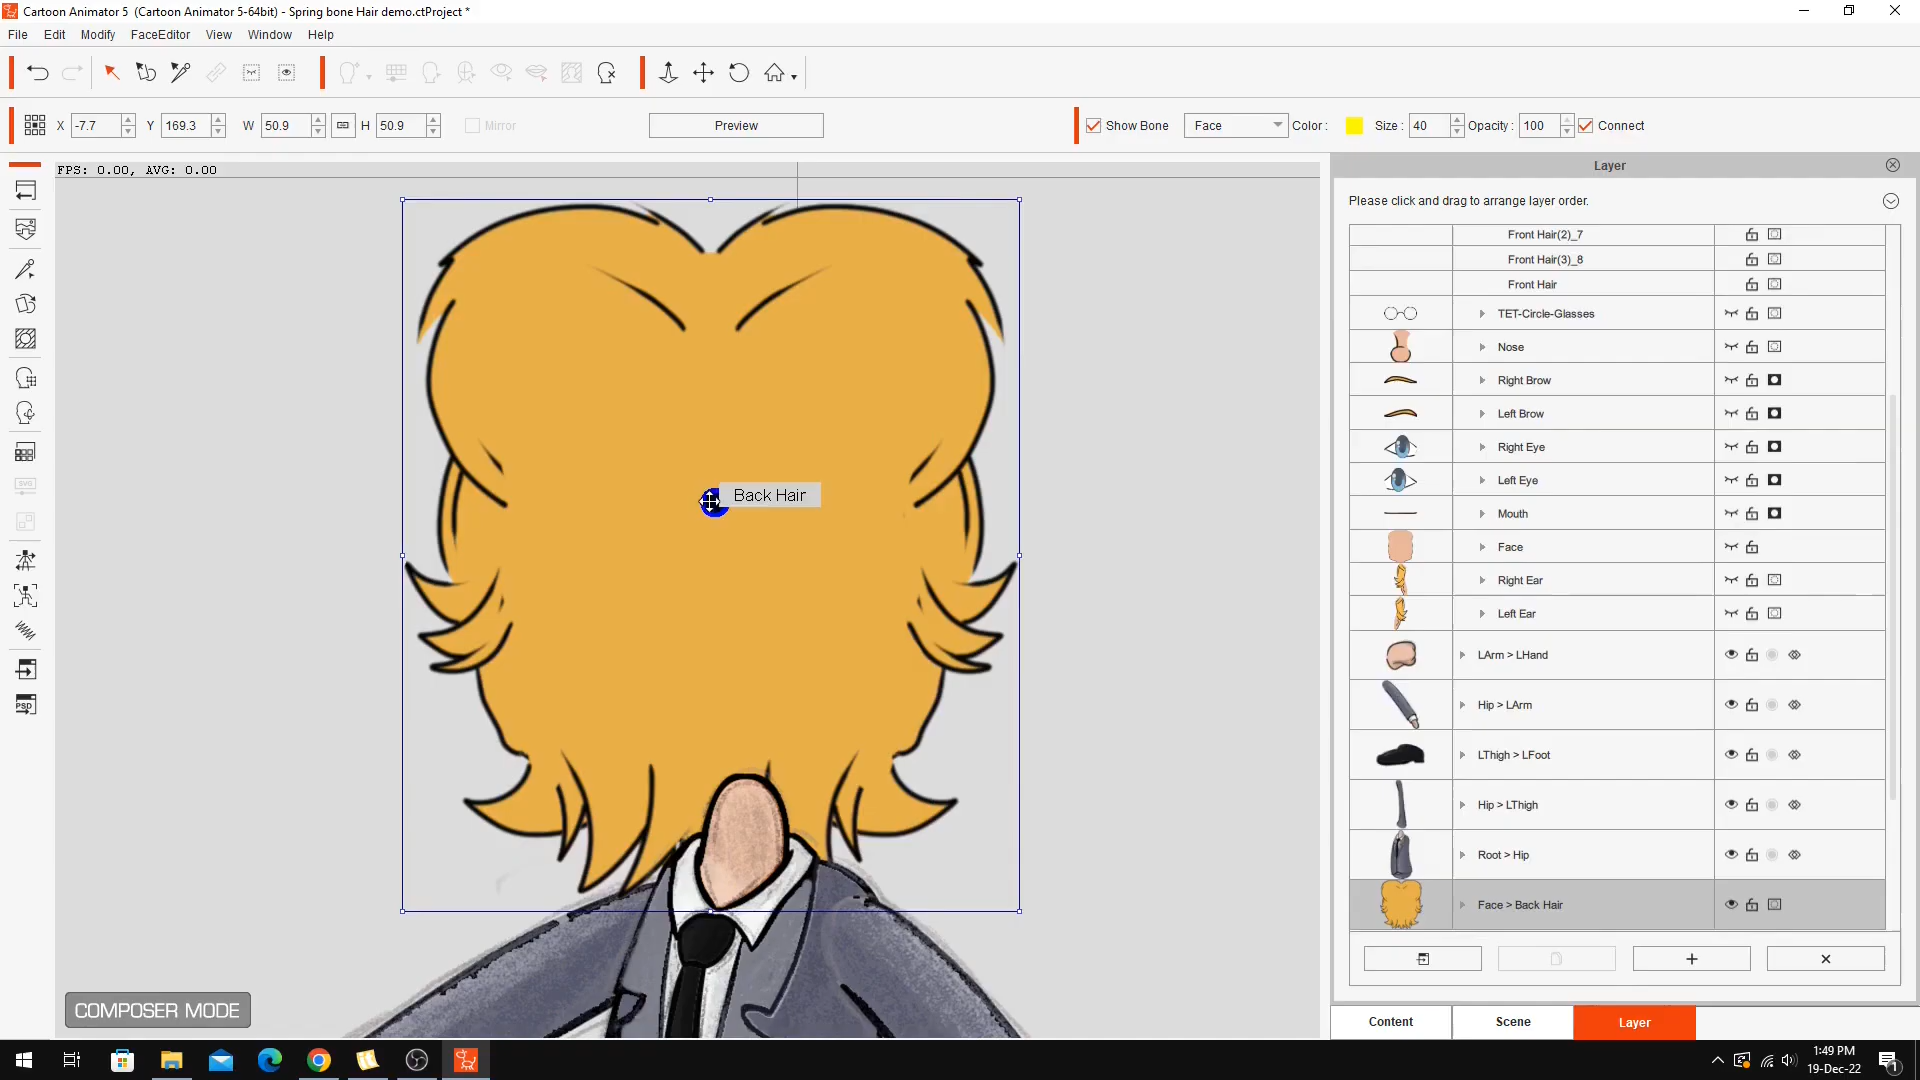 Cartoon Animator 5  (Cartoon Animator 5-64bit) - Spring bone Hair demo.ctProject *
File Edit Modify FaceEditor View Window Help
X -7.7 Y 169.3 W 50.9 H 50.9 Mirror Preview Show Bone Face Color : Size : 40 Opacity : 100 Connect
FPS: 0.00, AVG: 0.00
Layer
Please click and drag to arrange layer order.
Front Hair(2)_7
Front Hair(3)_8
Front Hair
TET-Circle-Glasses
Nose
Right Brow
Left Brow
Right Eye
Left Eye
Back Hair
Mouth
Face
Right Ear
Left Ear
LArm > LHand
Hip > LArm
LThigh > LFoot
Hip > LThigh
Root > Hip
Face > Back Hair
SVG
PSD
COMPOSER MODE
Content Scene Layer
1:49 PM
19-Dec-22
1